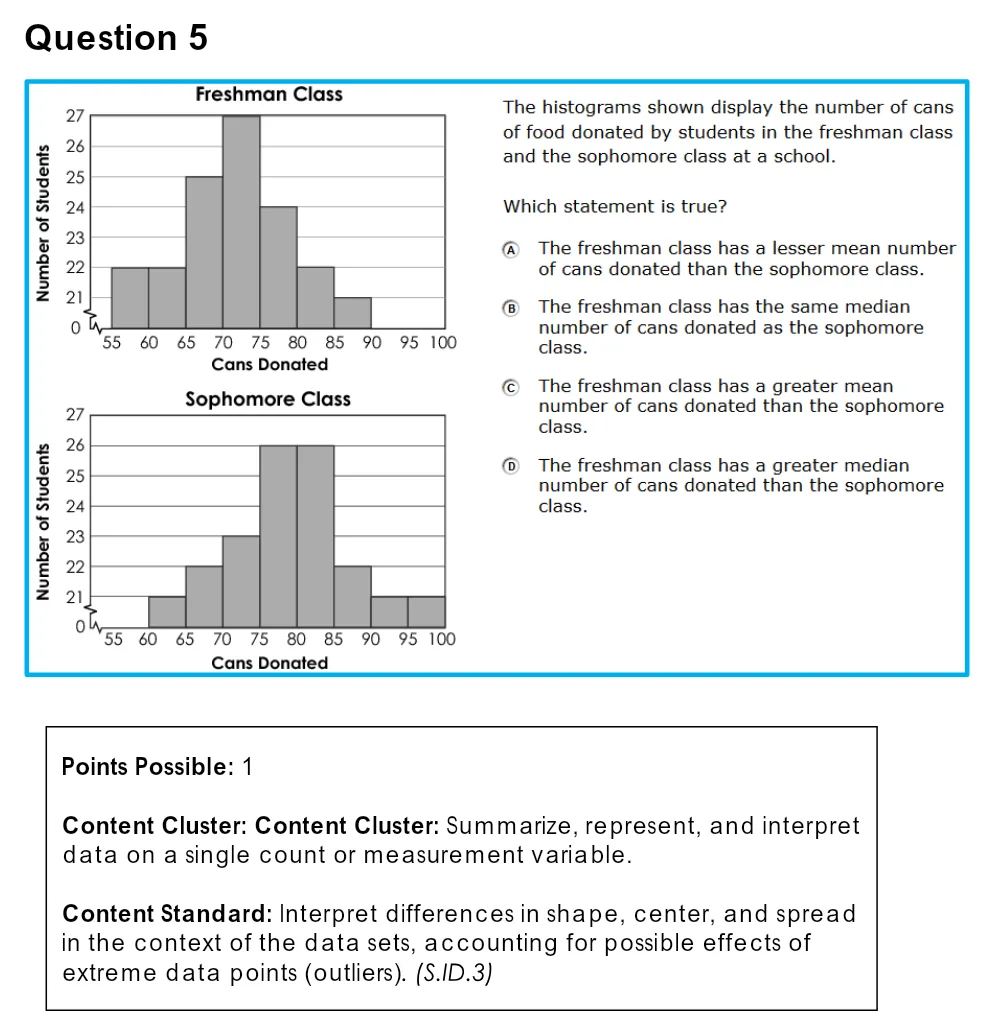 Question 5
Freshman Class
Number of Students
27
26
25
24
23
22
21
0
55 60 65 70 75 80 85 90 95 100
Cans Donated
Sophomore Class
Number of Students
27
26
25
24
23
22
21
0
55 60 65 70 75 80 85 90 95 100
Cans Donated
The histograms shown display the number of cans
of food donated by students in the freshman class
and the sophomore class at a school.
Which statement is true?
A The freshman class has a lesser mean number
of cans donated than the sophomore class.
B The freshman class has the same median
number of cans donated as the sophomore
class.
C The freshman class has a greater mean
number of cans donated than the sophomore
class.
D The freshman class has a greater median
number of cans donated than the sophomore
class.
Points Possible: 1
Content Cluster: Content Cluster: Summarize, represent, and interpret
data on a single count or measurement variable.
Content Standard: Interpret differences in shape, center, and spread
in the context of the data sets, accounting for possible effects of
extreme data points (outliers). (S.ID.3)